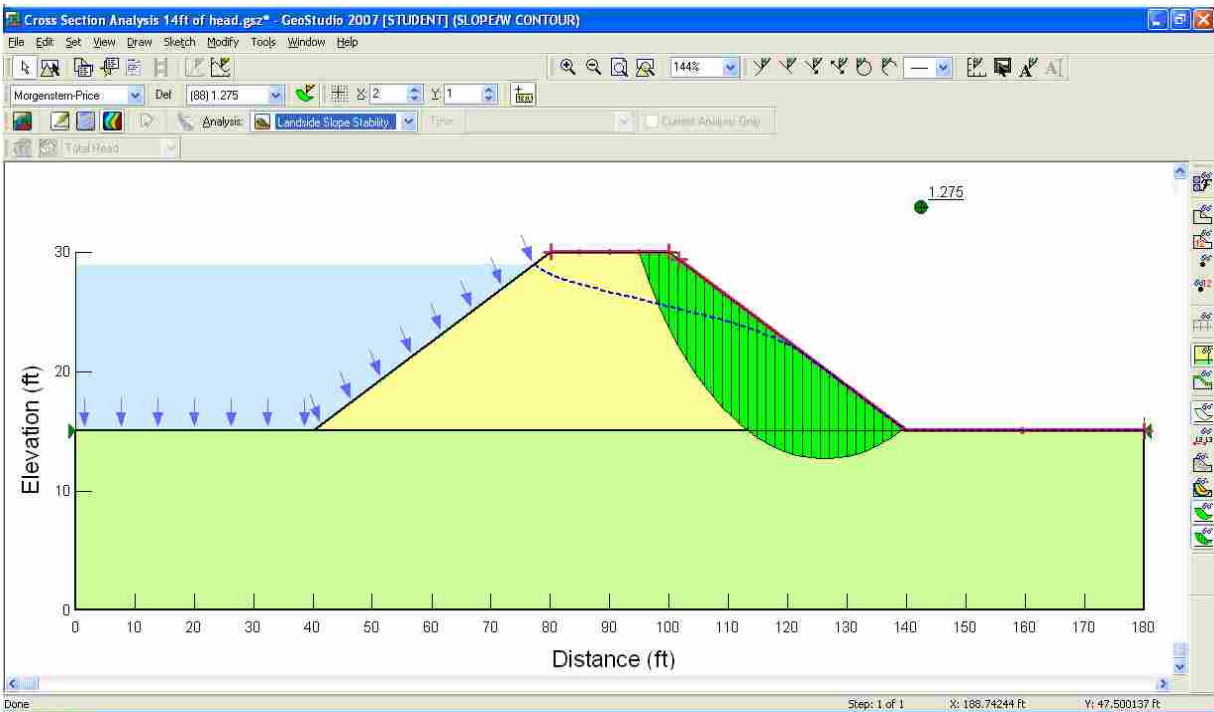 Cross Section Analysis 14ft of head.gsz* - GeoStudio 2007 [STUDENT] (SLOPE/W CONTOUR)
File Edit Set View Draw Sketch Modify Tools Window Help
144%
Morgenstern-Price Def (88) 1.275 X: 2 Y: 1
Analysis: Landside Slope Stability Time: Current Analysis Only
Total Head
1.275
30
20
10
0
Elevation (ft)
0 10 20 30 40 50 60 70 80 90 100 110 120 130 140 150 160 170 180
Distance (ft)
Done Step: 1 of 1 X: 188.74244 ft Y: 47.500137 ft